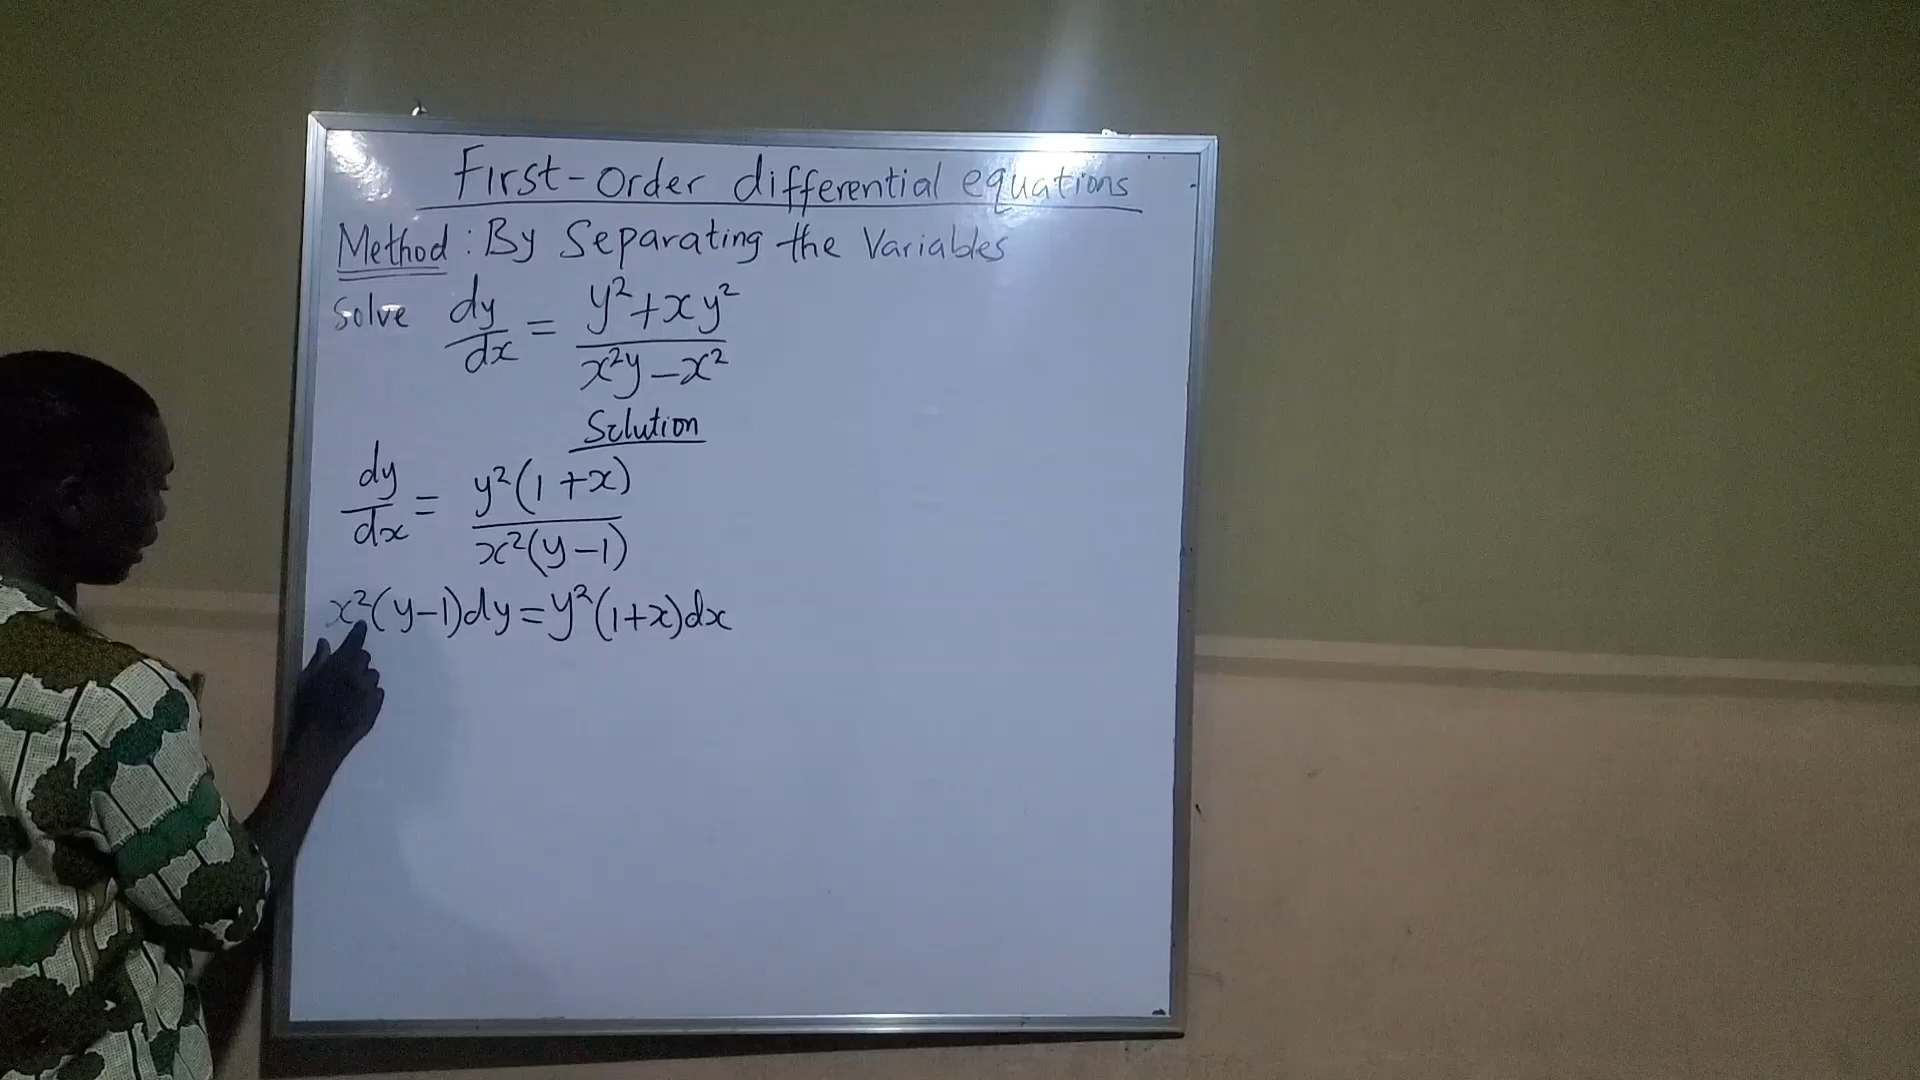 First-Order differential equations
Method: By Separating the Variables
Solve dy/dx = (y²+xy²)/(x²y-x²)
Solution
dy/dx = y²(1+x)/x²(y-1)
x²(y-1)dy=y²(1+x)dx